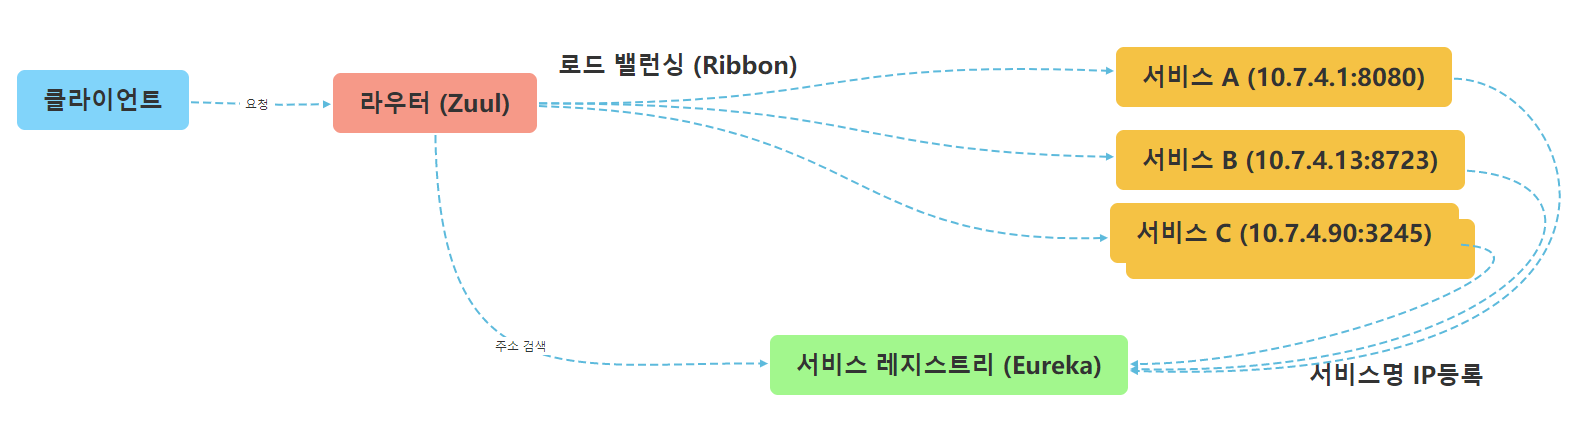 클라이언트
요청
라우터 (Zuul)
로드 밸런싱 (Ribbon)
서비스 A (10.7.4.1:8080)
서비스 B (10.7.4.13:8723)
서비스 C (10.7.4.90:3245)
주소 검색
서비스 레지스트리 (Eureka)
서비스명 IP등록